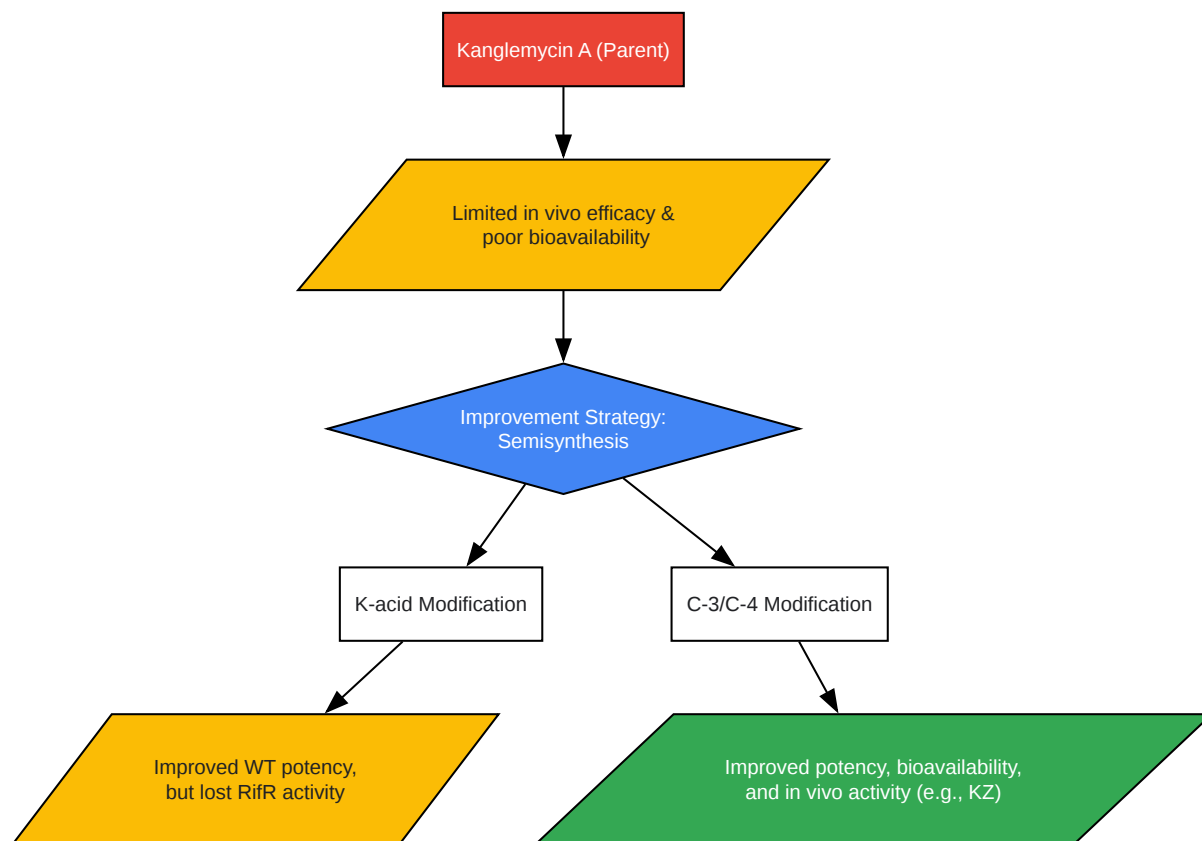 Kanglemycin A (Parent)
Limited in vivo efficacy &
poor bioavailability
Improvement Strategy:
Semisynthesis
K-acid Modification
C-3/C-4 Modification
Improved WT potency,
but lost RifR activity
Improved potency, bioavailability,
and in vivo activity (e.g., KZ)